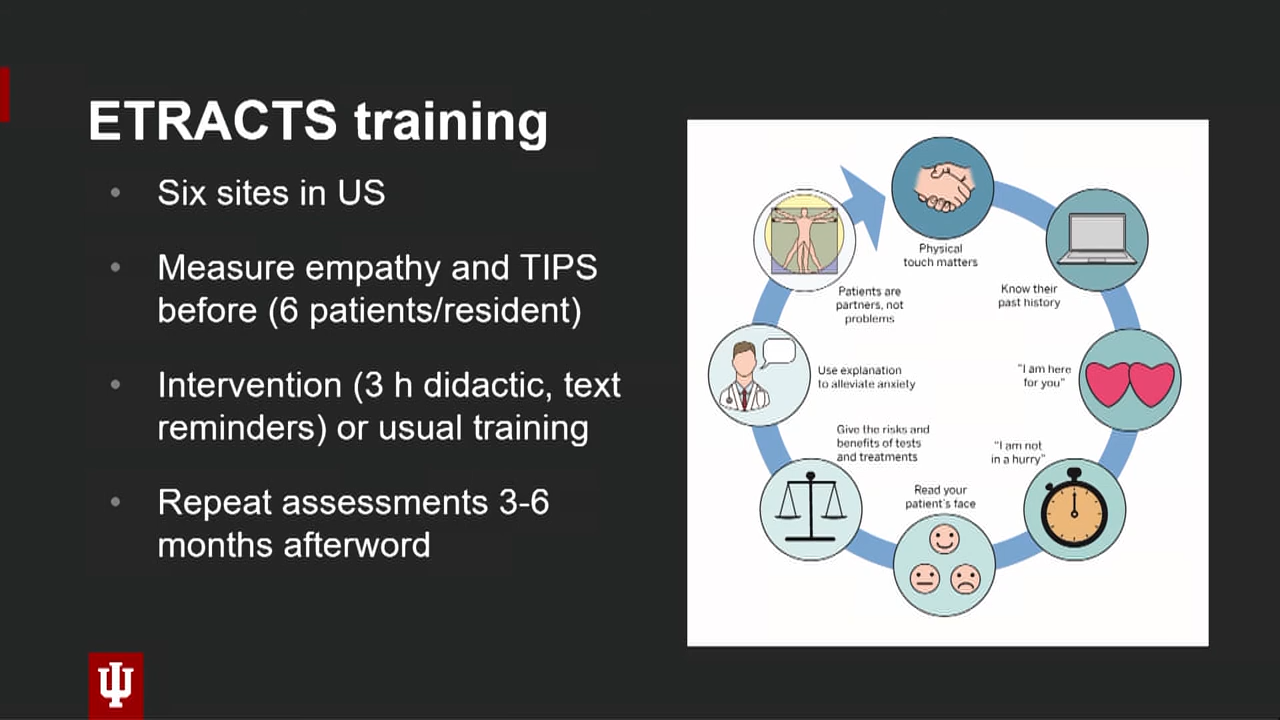 ETRACTS training
• Six sites in US
• Measure empathy and TIPS
before (6 patients/resident)
• Intervention (3 h didactic, text
reminders) or usual training
• Repeat assessments 3-6
months afterword
Physical
touch matters
Know their
past history
"I am here
for you"
"I am not
in a hurry"
Read your
patient's face
Give the risks and
benefits of tests
and treatments
Use explanation
to alleviate anxiety
Patients are
partners, not
problems